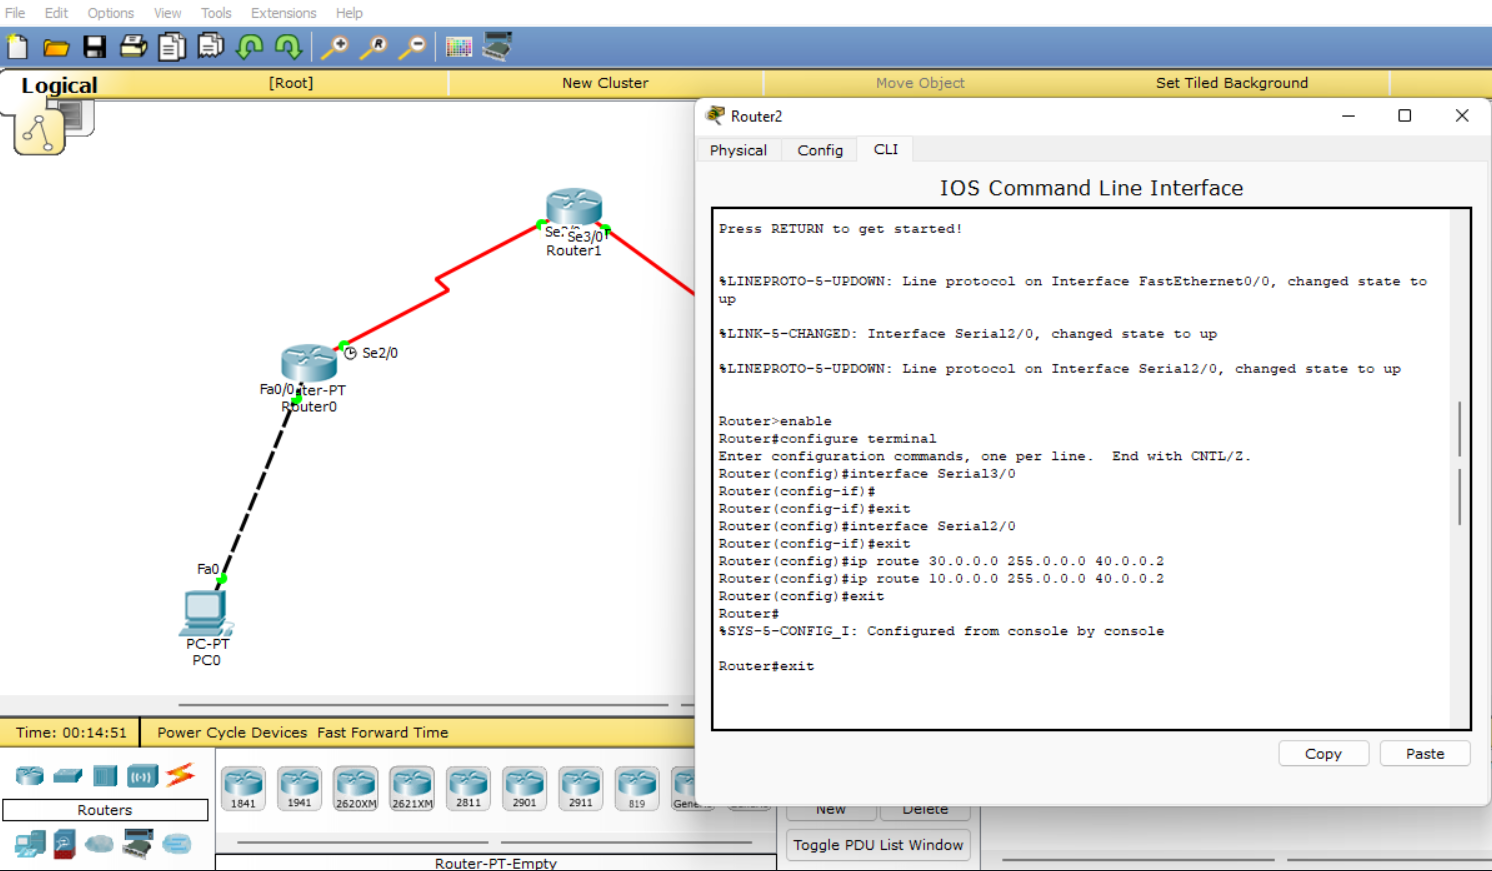 File Edit Options View Tools Extensions Help
Logical [Root] New Cluster Move Object Set Tiled Background
Router2
Physical Config CLI
IOS Command Line Interface
Press RETURN to get started!
%LINEPROTO-5-UPDOWN: Line protocol on Interface FastEthernet0/0, changed state to
up
%LINK-5-CHANGED: Interface Serial2/0, changed state to up
%LINEPROTO-5-UPDOWN: Line protocol on Interface Serial2/0, changed state to up
Router>enable
Router#configure terminal
Enter configuration commands, one per line.  End with CNTL/Z.
Router(config)#interface Serial3/0
Router(config-if)#
Router(config-if)#exit
Router(config)#interface Serial2/0
Router(config-if)#exit
Router(config)#ip route 30.0.0.0 255.0.0.0 40.0.0.2
Router(config)#ip route 10.0.0.0 255.0.0.0 40.0.0.2
Router(config)#exit
Router#
%SYS-5-CONFIG_I: Configured from console by console
Router#exit
Copy Paste
Se3/0
Router1
Se2/0
Fa0/0
Router0
Fa0
PC-PT
PC0
Time: 00:14:51 Power Cycle Devices Fast Forward Time
Routers
1841 1941 2620XM 2621XM 2811 2901 2911 819
New Delete
Toggle PDU List Window
Router-PT-Empty